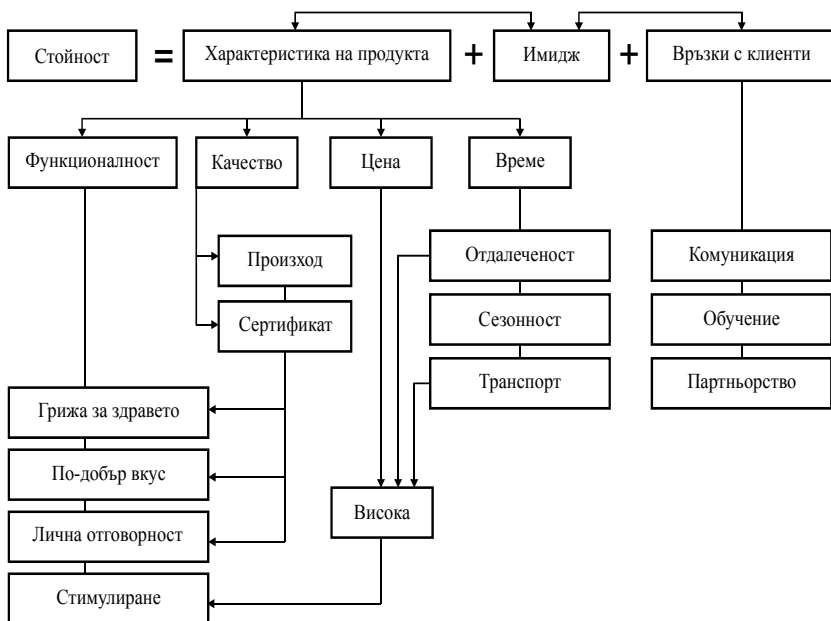 Стойност = Характеристика на продукта + Имидж + Връзки с клиенти
Функционалност Качество Цена Време
Отдалеченост Комуникация
Произход
Сезонност Обучение
Сертификат
Транспорт Партньорство
Грижа за здравето
По-добър вкус
Висока
Лична отговорност
Стимулиране